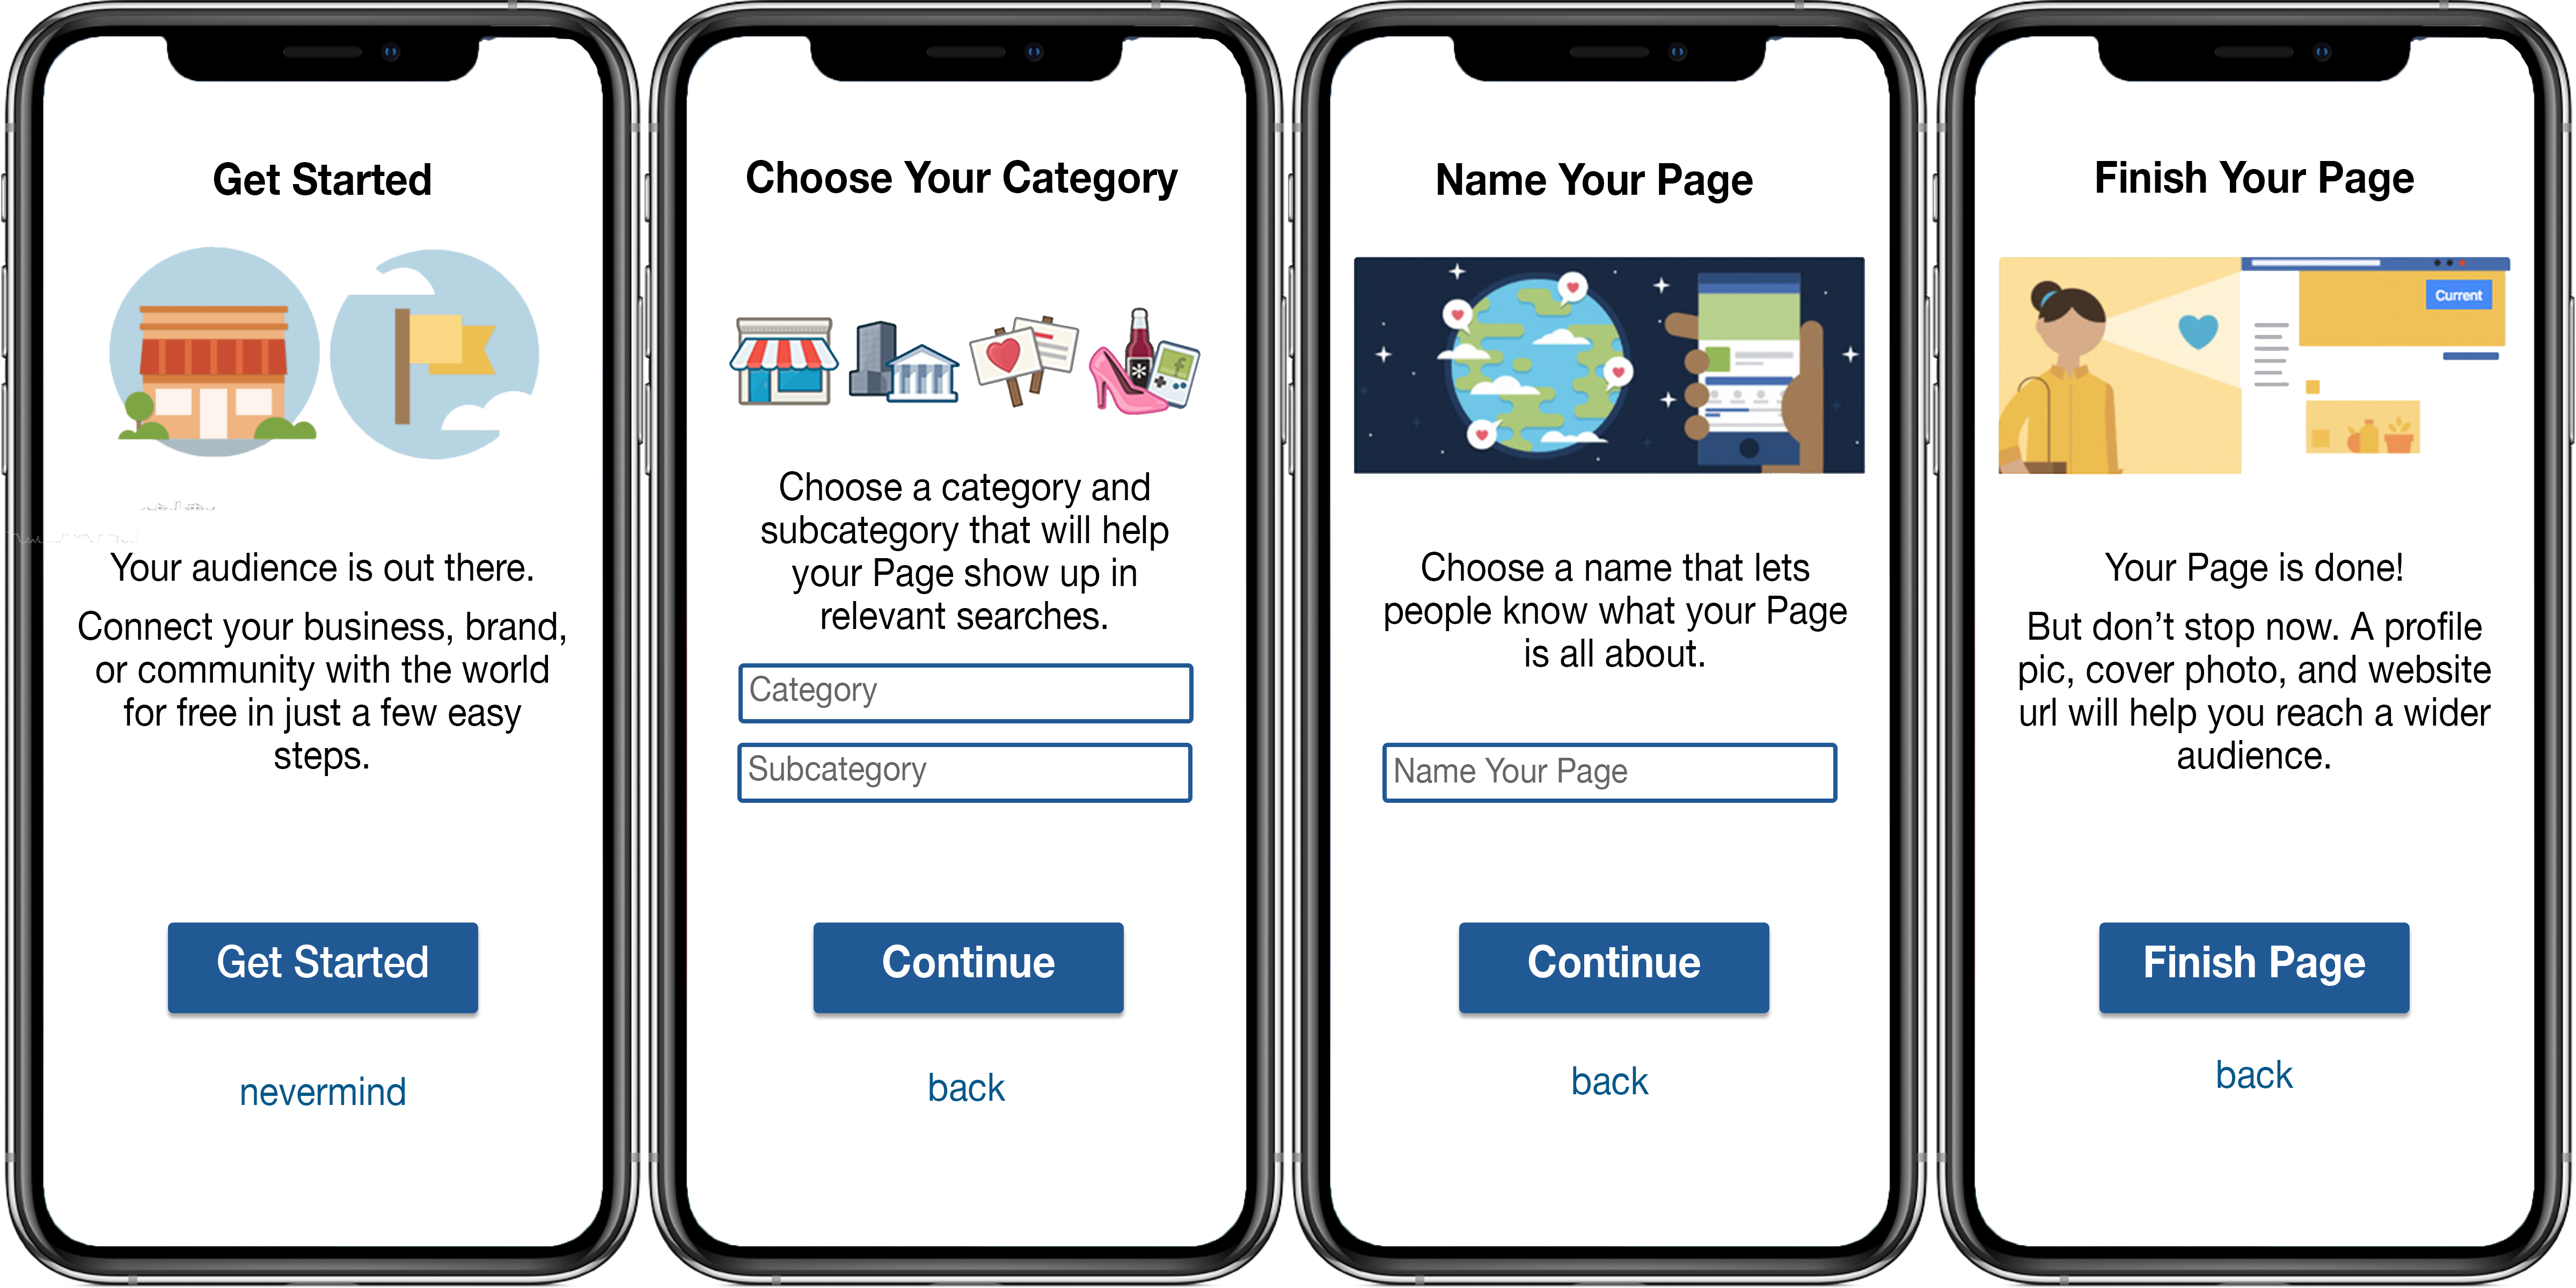 Get Started
Your audience is out there.
Connect your business, brand,
or community with the world
for free in just a few easy
steps.
Get Started
nevermind
Choose Your Category
Choose a category and
subcategory that will help
your Page show up in
relevant searches.
Category
Subcategory
Continue
back
Name Your Page
Choose a name that lets
people know what your Page
is all about.
Name Your Page
Continue
back
Finish Your Page
Current
Your Page is done!
But don’t stop now. A profile
pic, cover photo, and website
url will help you reach a wider
audience.
Finish Page
back